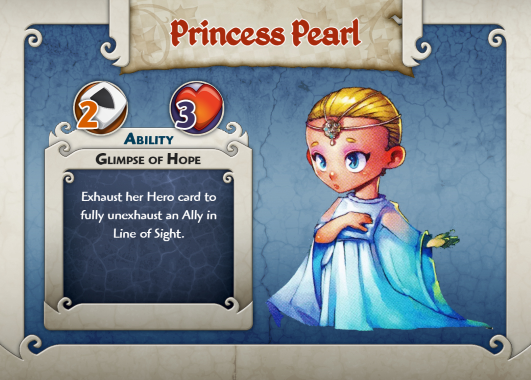 Princess Pearl
2 3
Ability
Glimpse of Hope
Exhaust her Hero card to
fully unexhaust an Ally in
Line of Sight.